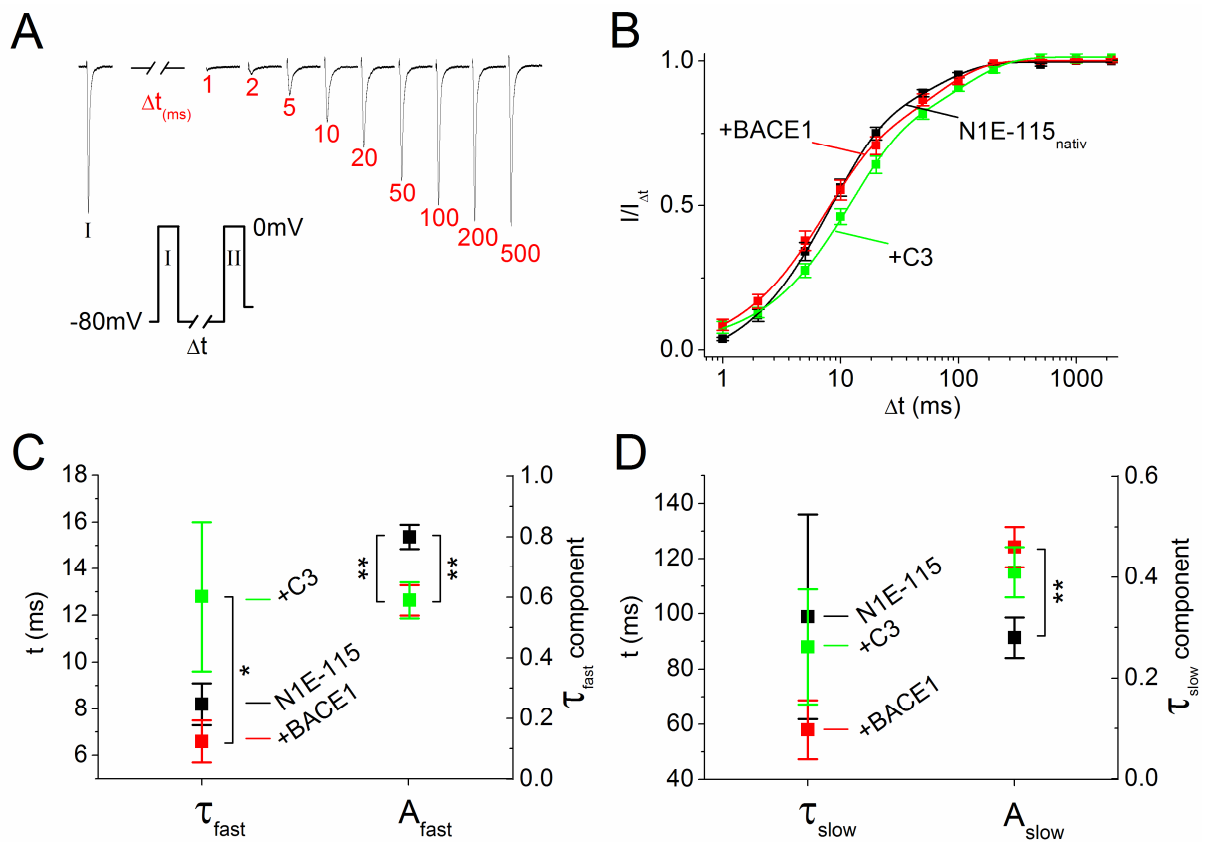 A
1
2
5
10
20
50
100
200
500
Δt(ms)
I
0mV
I
II
-80mV
Δt
B
1.0
0.5
0.0
I/IΔt
+BACE1
N1E-115nativ
+C3
1
10
100
1000
Δt (ms)
C
18
16
14
12
10
8
6
t (ms)
+C3
N1E-115
+BACE1
*
**
**
1.0
0.8
0.6
0.4
0.2
0.0
τfast component
τfast
Afast
D
140
120
100
80
60
40
t (ms)
N1E-115
+C3
+BACE1
**
0.6
0.4
0.2
0.0
τslow component
τslow
Aslow